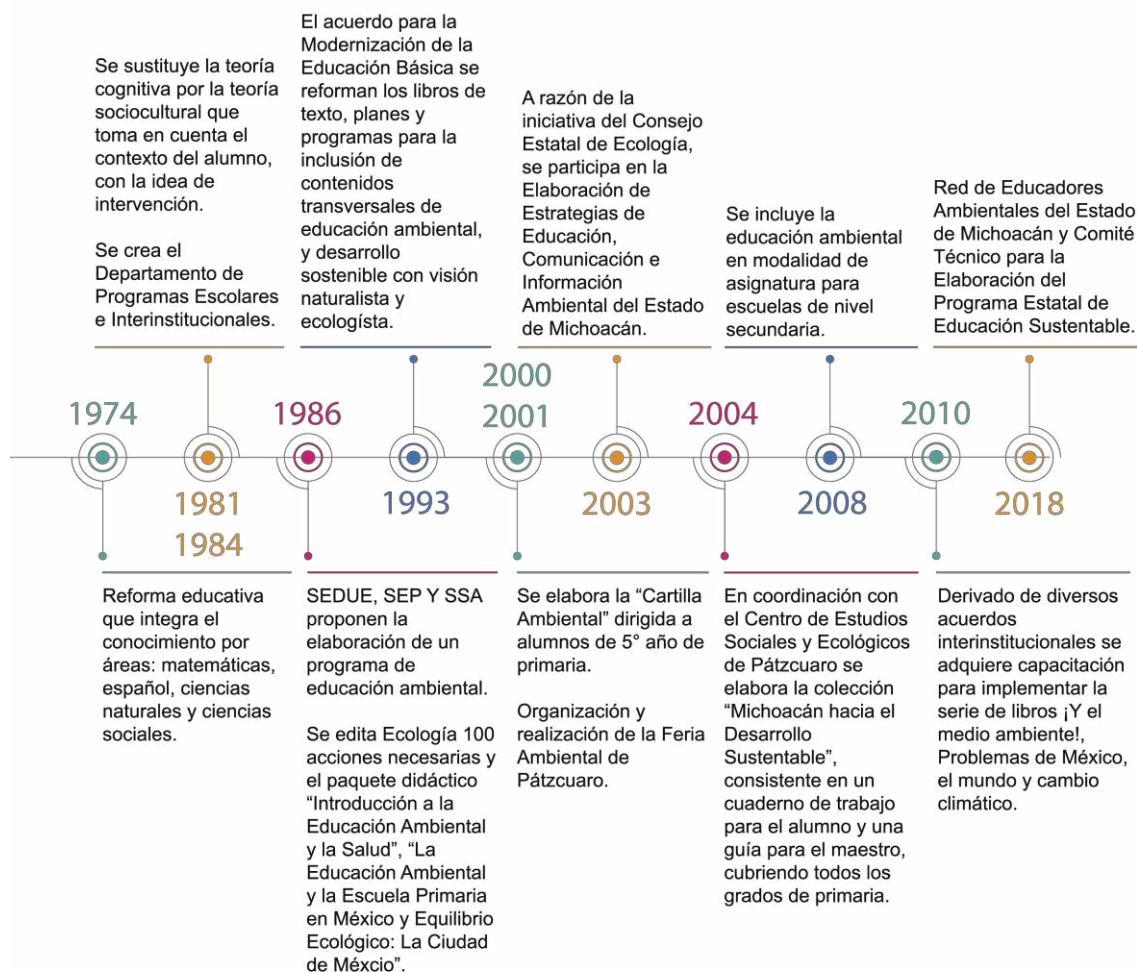 Se sustituye la teoría
cognitiva por la teoría
sociocultural que
toma en cuenta el
contexto del alumno,
con la idea de
intervención.
Se crea el
Departamento de
Programas Escolares
e Interinstitucionales.
El acuerdo para la
Modernización de la
Educación Básica se
reforman los libros de
texto, planes y
programas para la
inclusión de
contenidos
transversales de
educación ambiental,
y desarrollo
sostenible con visión
naturalista y
ecologísta.
A razón de la
iniciativa del Consejo
Estatal de Ecología,
se participa en la
Elaboración de
Estrategias de
Educación,
Comunicación e
Información
Ambiental del Estado
de Michoacán.
Se incluye la
educación ambiental
en modalidad de
asignatura para
escuelas de nivel
secundaria.
Red de Educadores
Ambientales del Estado
de Michoacán y Comité
Técnico para la
Elaboración del
Programa Estatal de
Educación Sustentable.
1974
1981
1984
1986
1993
2000
2001
2003
2004
2008
2010
2018
Reforma educativa
que integra el
conocimiento por
áreas: matemáticas,
español, ciencias
naturales y ciencias
sociales.
SEDUE, SEP Y SSA
proponen la
elaboración de un
programa de
educación ambiental.
Se edita Ecología 100
acciones necesarias y
el paquete didáctico
“Introducción a la
Educación Ambiental
y la Salud”, “La
Educación Ambiental
y la Escuela Primaria
en México y Equilibrio
Ecológico: La Ciudad
de Méxcio”.
Se elabora la “Cartilla
Ambiental” dirigida a
alumnos de 5° año de
primaria.
Organización y
realización de la Feria
Ambiental de
Pátzcuaro.
En coordinación con
el Centro de Estudios
Sociales y Ecológicos
de Pátzcuaro se
elabora la colección
“Michoacán hacia el
Desarrollo
Sustentable”,
consistente en un
cuaderno de trabajo
para el alumno y una
guía para el maestro,
cubriendo todos los
grados de primaria.
Derivado de diversos
acuerdos
interinstitucionales se
adquiere capacitación
para implementar la
serie de libros ¡Y el
medio ambiente!,
Problemas de México,
el mundo y cambio
climático.